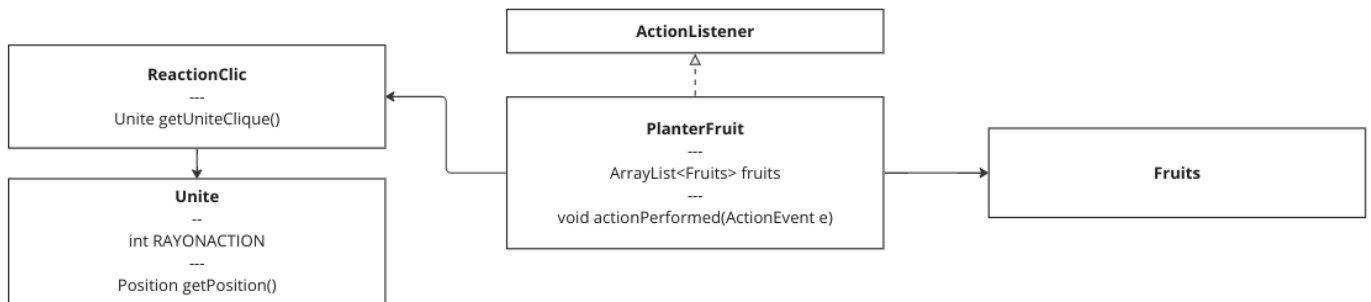 ActionListener
ReactionClic
---
Unite getUniteClique()
PlanterFruit
---
ArrayList<Fruits> fruits
---
void actionPerformed(ActionEvent e)
Fruits
Unite
--
int RAYONACTION
---
Position getPosition()